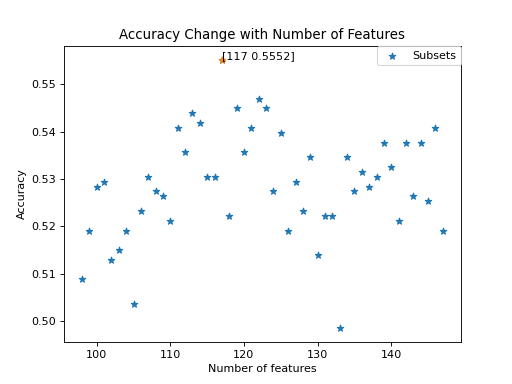 Accuracy Change with Number of Features
[117 0.5552]
Subsets
0.55
0.54
0.53
0.52
0.51
0.50
Accuracy
100 110 120 130 140
Number of features